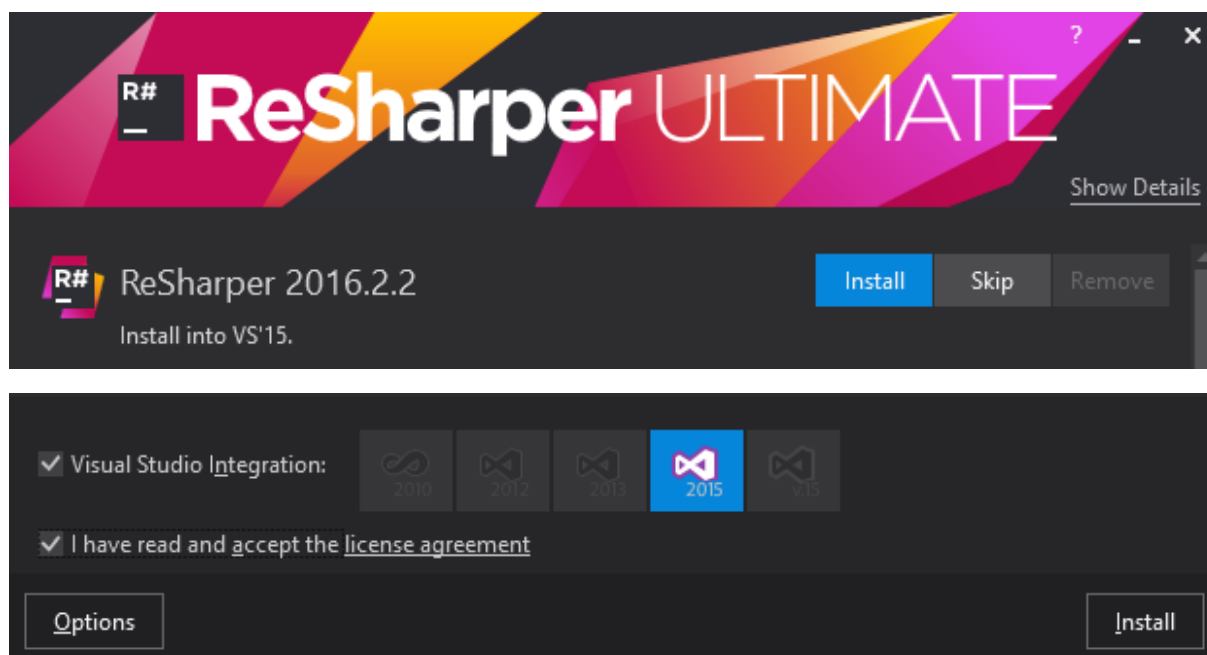 ?
R# ReSharper ULTIMATE
Show Details
R# ReSharper 2016.2.2 Install Skip Remove
Install into VS'15.
Visual Studio Integration: 2010 2012 2013 2015 v.15
I have read and accept the license agreement
Options Install